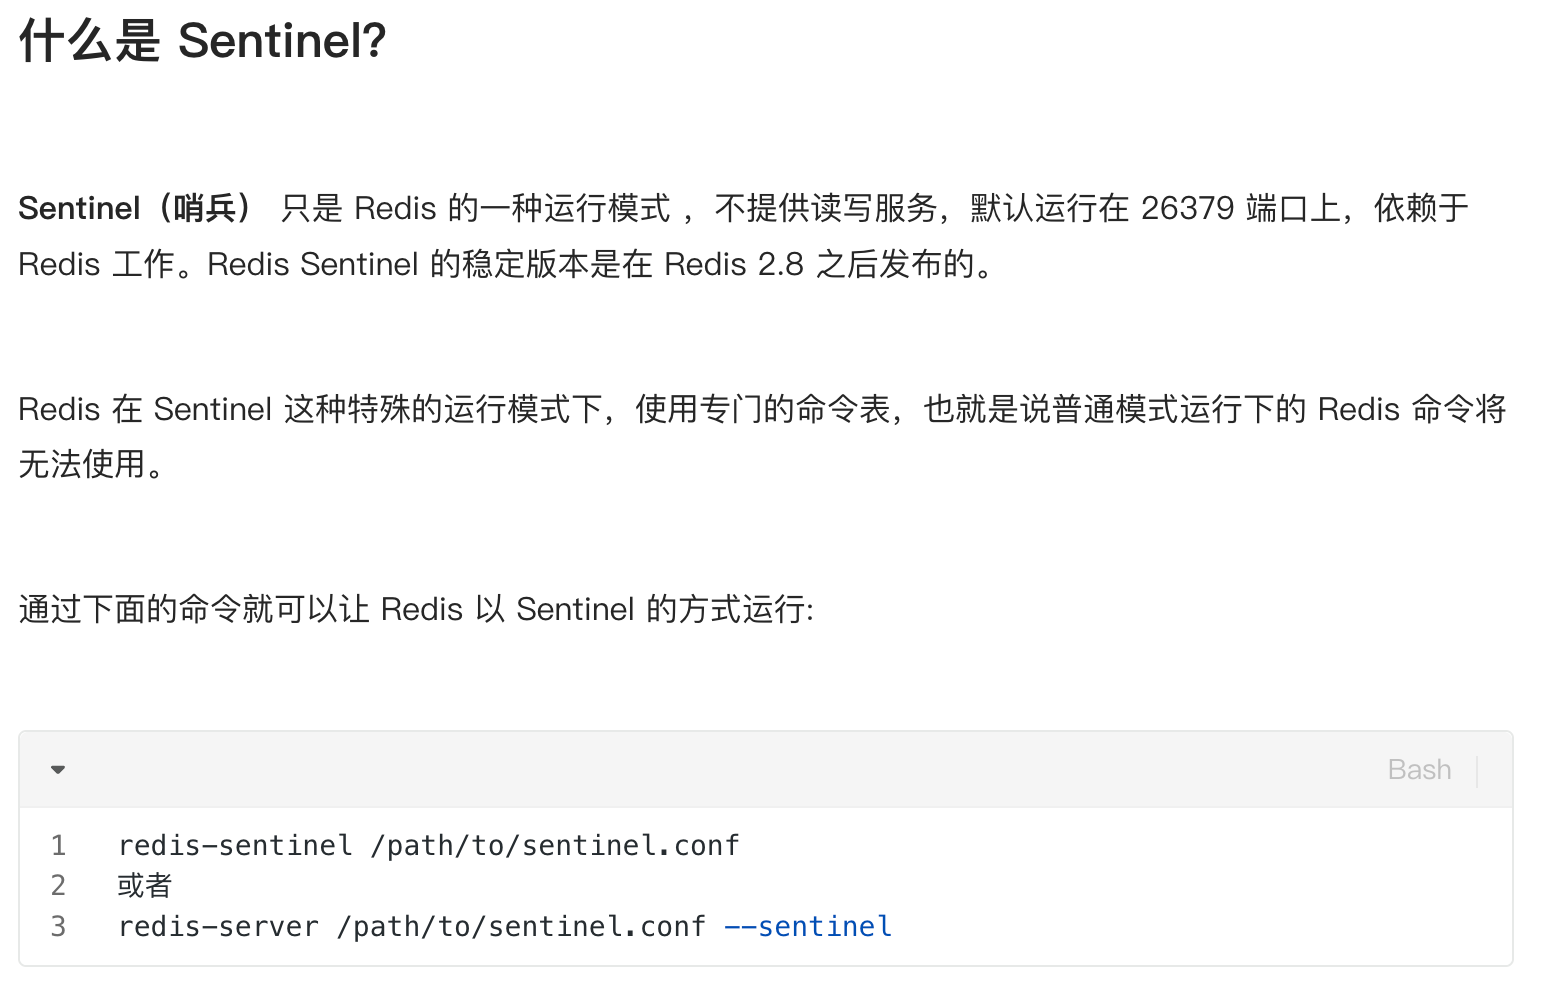 什么是 Sentinel?
Sentinel（哨兵） 只是 Redis 的一种运行模式 ，不提供读写服务，默认运行在 26379 端口上，依赖于
Redis 工作。Redis Sentinel 的稳定版本是在 Redis 2.8 之后发布的。
Redis 在 Sentinel 这种特殊的运行模式下，使用专门的命令表，也就是说普通模式运行下的 Redis 命令将
无法使用。
通过下面的命令就可以让 Redis 以 Sentinel 的方式运行:
Bash
1 redis-sentinel /path/to/sentinel.conf
2 或者
3 redis-server /path/to/sentinel.conf --sentinel